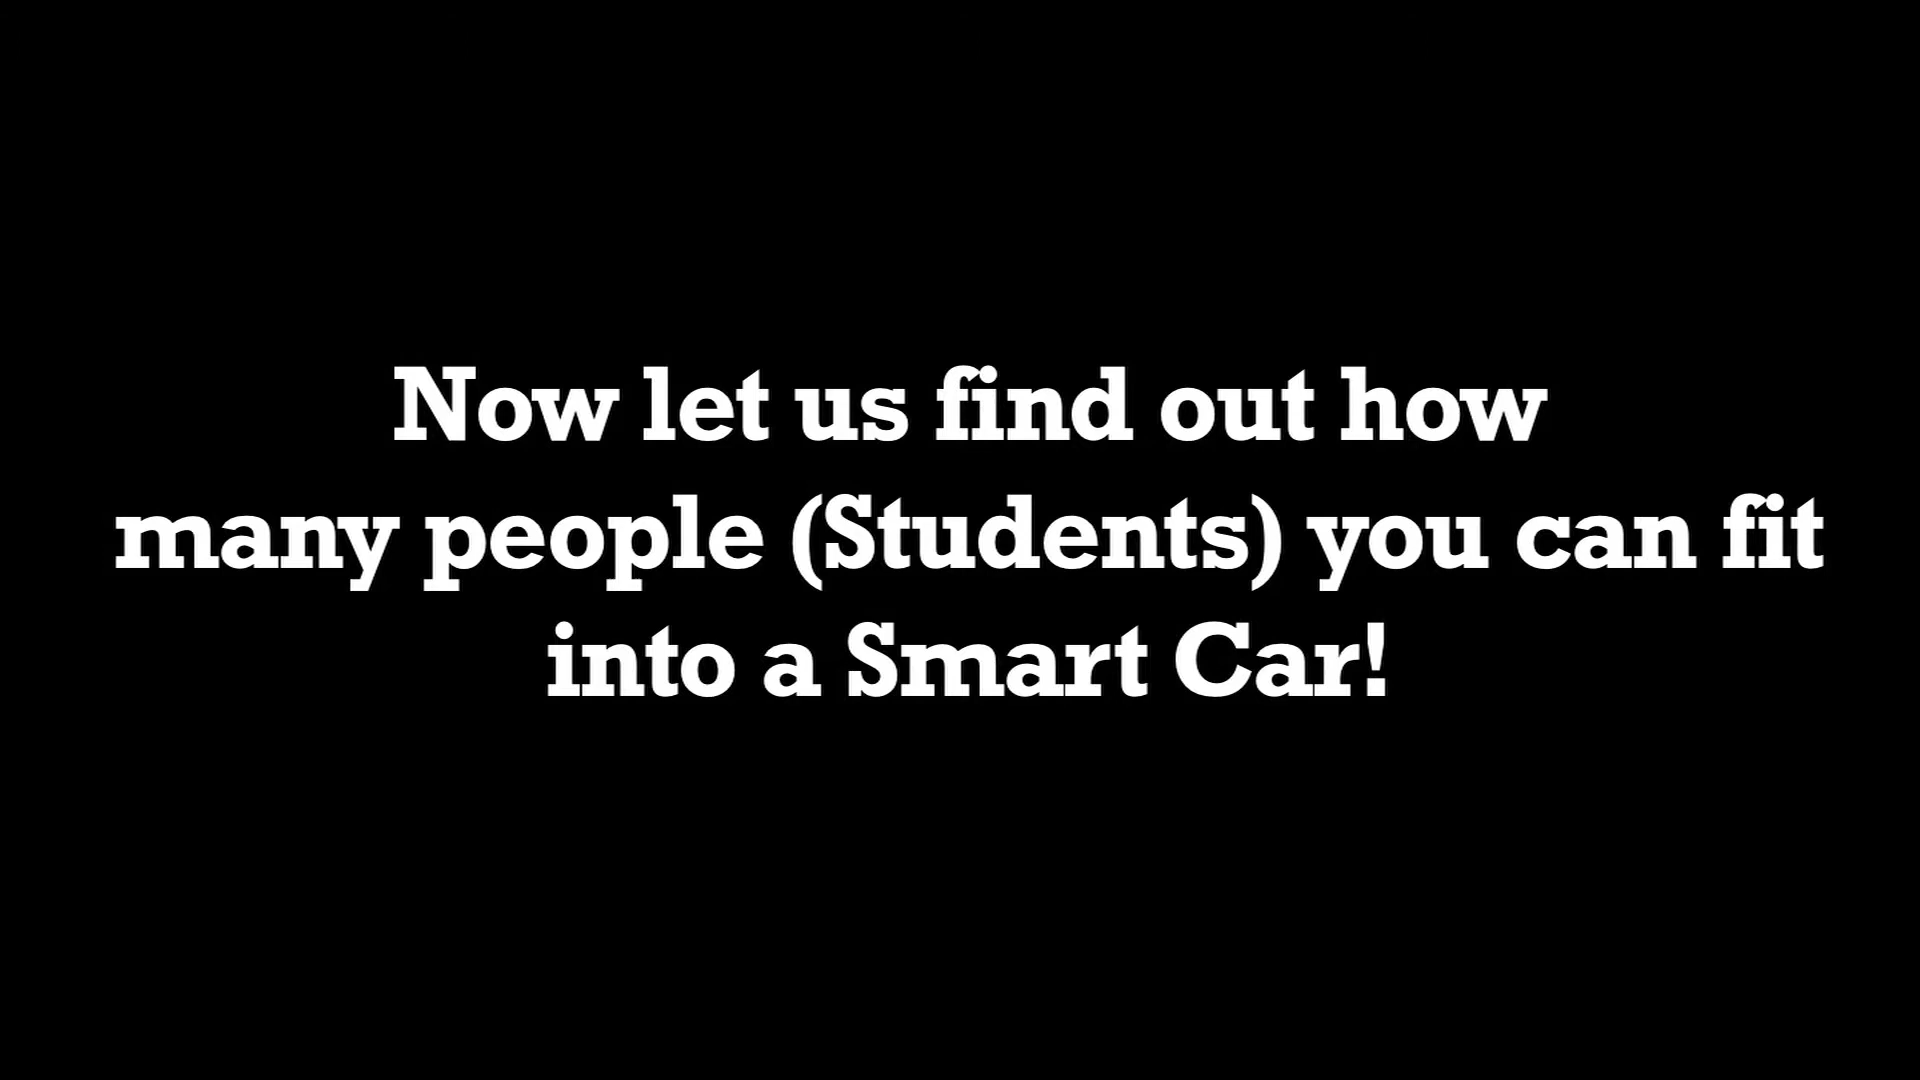 Now let us find out how
many people (Students) you can fit
into a Smart Car!